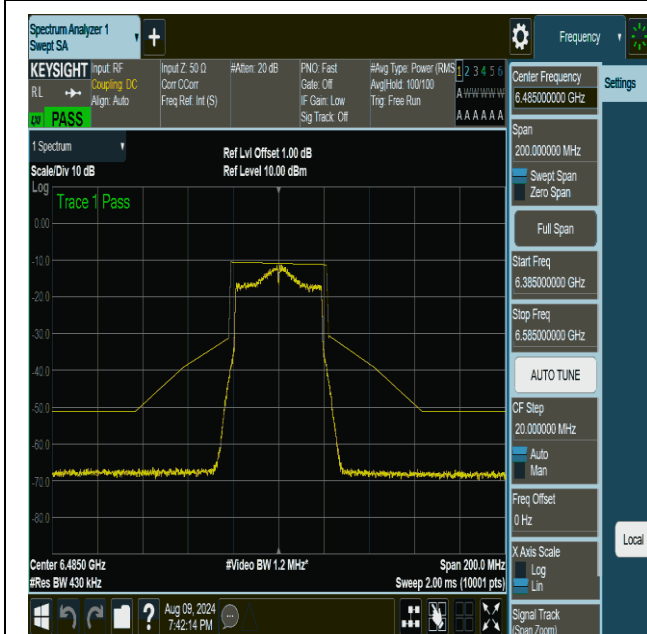 Spectrum Analyzer 1
Swept SA
+
Frequency
KEYSIGHT
RL
Input: RF
Coupling: DC
Align: Auto
Input Z: 50 Ω
Corr CCorr
Freq Ref: Int (S)
#Atten: 20 dB
PNO: Fast
Gate: Off
IF Gain: Low
Sig Track: Off
#Avg Type: Power (RMS
Avg|Hold: 100/100
Trig: Free Run
1 2 3 4 5 6
A W W W W W
A A A A A A
PASS
1 Spectrum
Scale/Div 10 dB
Ref Lvl Offset 1.00 dB
Ref Level 10.00 dBm
Log
Trace 1 Pass
0.00
-10.0
-20.0
-30.0
-40.0
-50.0
-60.0
-70.0
-80.0
Center 6.4850 GHz
#Video BW 1.2 MHz*
Span 200.0 MHz
#Res BW 430 kHz
Sweep 2.00 ms (10001 pts)
?
Aug 09, 2024
7:42:14 PM
Center Frequency
6.485000000 GHz
Settings
Span
200.000000 MHz
Swept Span
Zero Span
Full Span
Start Freq
6.385000000 GHz
Stop Freq
6.585000000 GHz
AUTO TUNE
CF Step
20.000000 MHz
Auto
Man
Freq Offset
0 Hz
X Axis Scale
Log
Lin
Local
Signal Track
(Span Zoom)